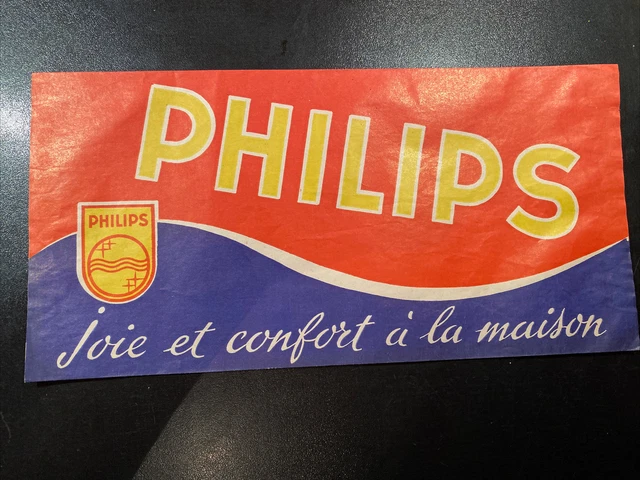 PHILIPS
PHILIPS
joie et confort à la maison